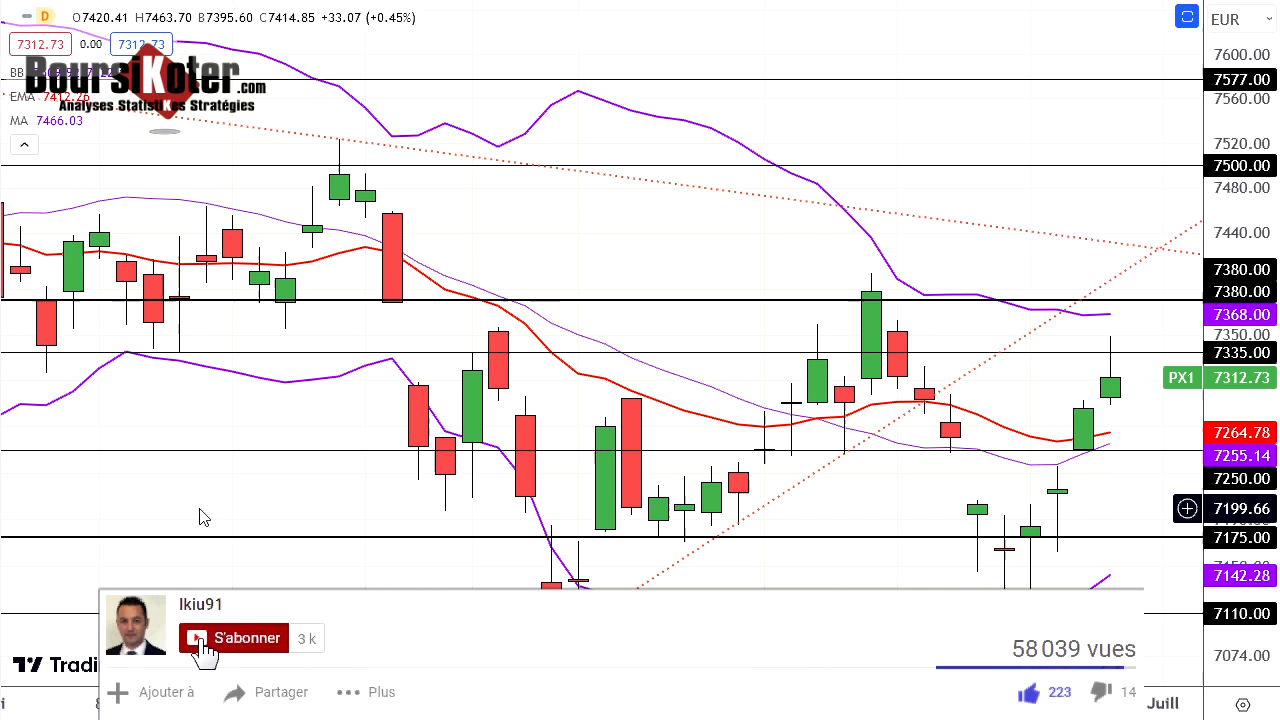 D O7420.41 H7463.70 B7395.60 C7414.85 +33.07 (+0.45%)
7312.73 0.00 7312.73
BoursiKoter.com
Analyses StatistiKes Stratégies
BB
EMA 7412.26
MA 7466.03
EUR
7600.00
7577.00
7560.00
7520.00
7500.00
7480.00
7440.00
7380.00
7380.00
7368.00
7350.00
7335.00
PX1 7312.73
7264.78
7255.14
7250.00
7199.66
7175.00
7142.28
7110.00
7074.00
Juill
Tradi
lkiu91
S'abonner 3 k
58 039 vues
Ajouter à Partager Plus 223 14